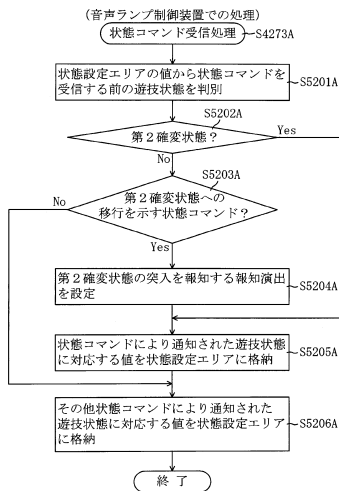 (音声ランプ制御装置での処理)
状態コマンド受信処理
S4273A
状態設定エリアの値から状態コマンドを
受信する前の遊技状態を判別
S5201A
S5202A
第2確変状態?
Yes
No
S5203A
No
第2確変状態への
移行を示す状態コマンド?
Yes
第2確変状態の突入を報知する報知演出
を設定
S5204A
状態コマンドにより通知された遊技状態
に対応する値を状態設定エリアに格納
S5205A
その他状態コマンドにより通知された
遊技状態に対応する値を状態設定エリア
に格納
S5206A
終了